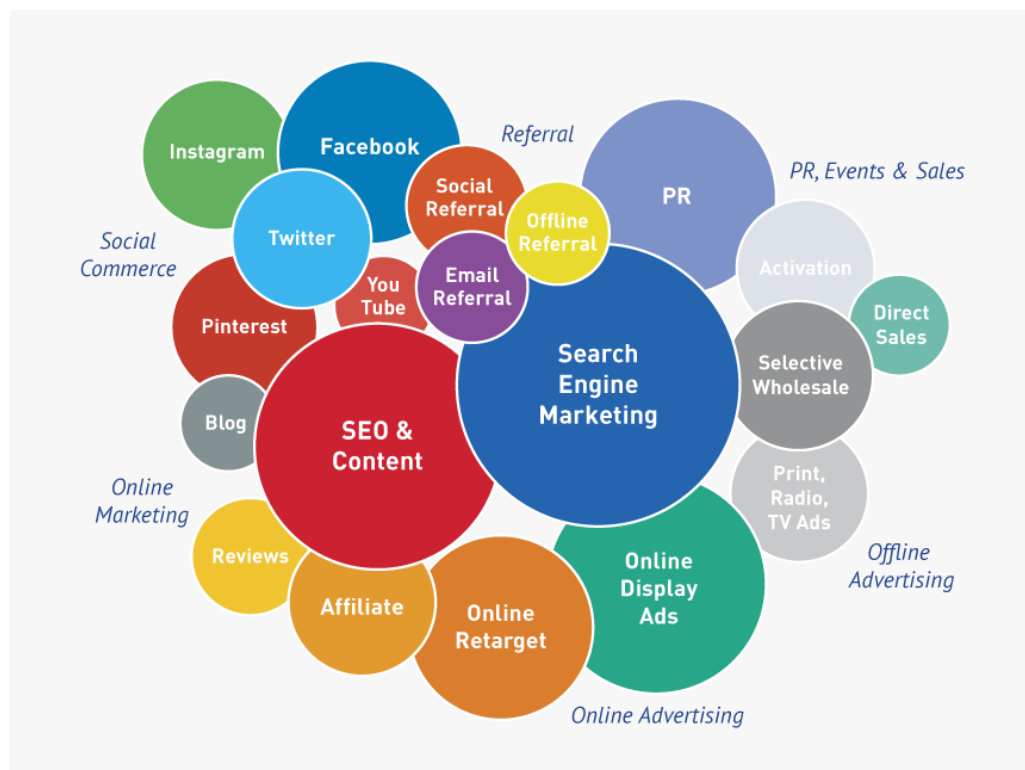 Instagram
Facebook
Referral
Social
Referral
PR
PR, Events & Sales
Offline
Referral
Twitter
Social
Commerce
You
Tube
Email
Referral
Activation
Direct
Sales
Pinterest
Search
Engine
Marketing
Selective
Wholesale
Blog
SEO &
Content
Online
Marketing
Print,
Radio,
TV Ads
Reviews
Affiliate
Online
Retarget
Online
Display
Ads
Offline
Advertising
Online Advertising